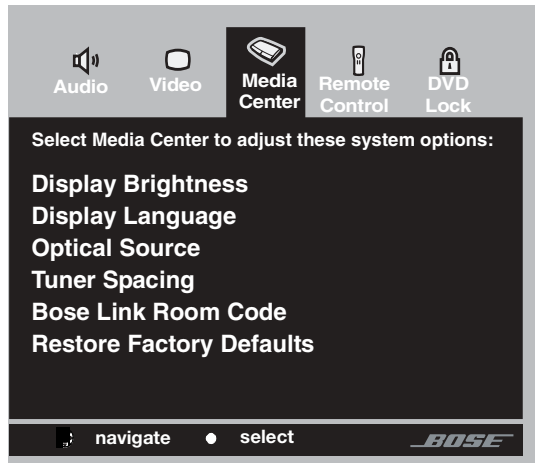 Audio
Video
Media
Center
Remote
Control
DVD
Lock
Select Media Center to adjust these system options:
Display Brightness
Display Language
Optical Source
Tuner Spacing
Bose Link Room Code
Restore Factory Defaults
navigate
select
BOSE